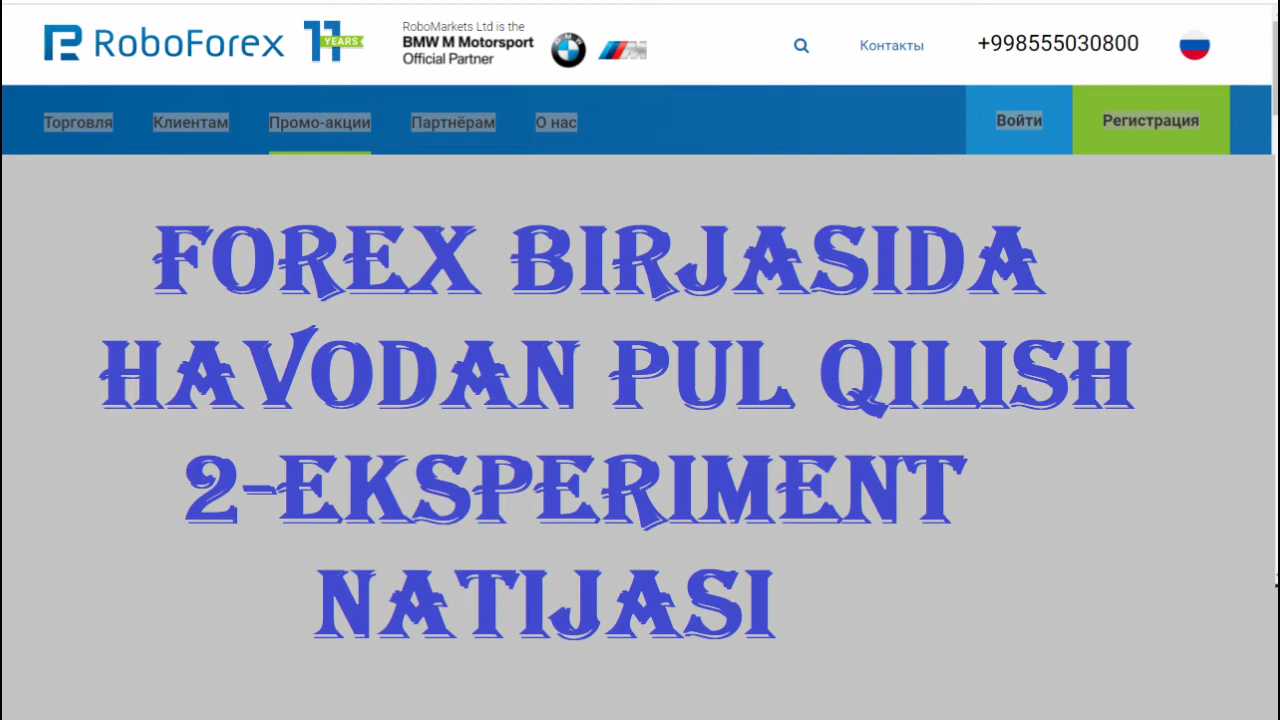 RoboForex
11 YEARS
RoboMarkets Ltd is the
BMW M Motorsport
Official Partner
Контакты
+998555030800
Торговля
Клиентам
Промо-акции
Партнёрам
О нас
Войти
Регистрация
FOREX BIRJASIDA
HAVODAN PUL QILISH
2-EKSPERIMENT
NATIJASI